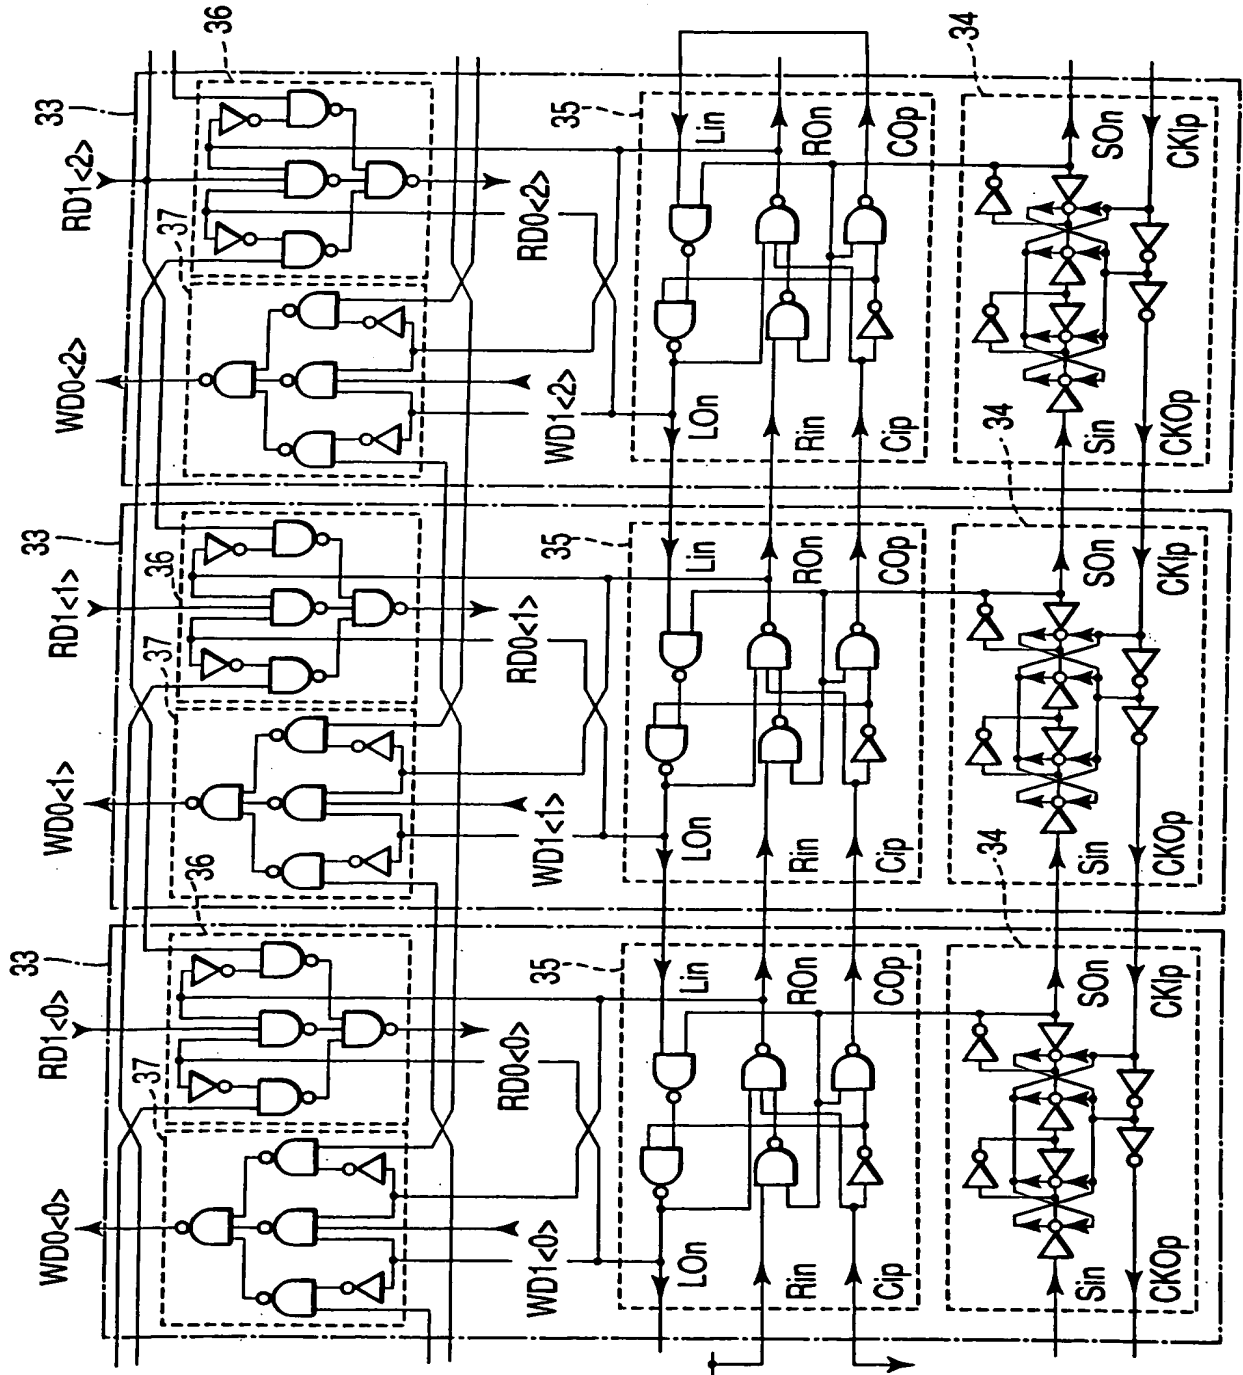 33
RD1<2>
36
37
WD0<2>
RD0<2>
WD1<2>
35
Lin
ROn
COp
LOn
Rin
Cip
34
SOn
CKIp
Sin
CKOp
33
RD1<1>
36
37
WD0<1>
RD0<1>
WD1<1>
35
Lin
ROn
COp
LOn
Rin
Cip
34
SOn
CKIp
Sin
CKOp
33
RD1<0>
36
37
WD0<0>
RD0<0>
WD1<0>
35
Lin
ROn
COp
LOn
Rin
Cip
34
SOn
CKIp
Sin
CKOp